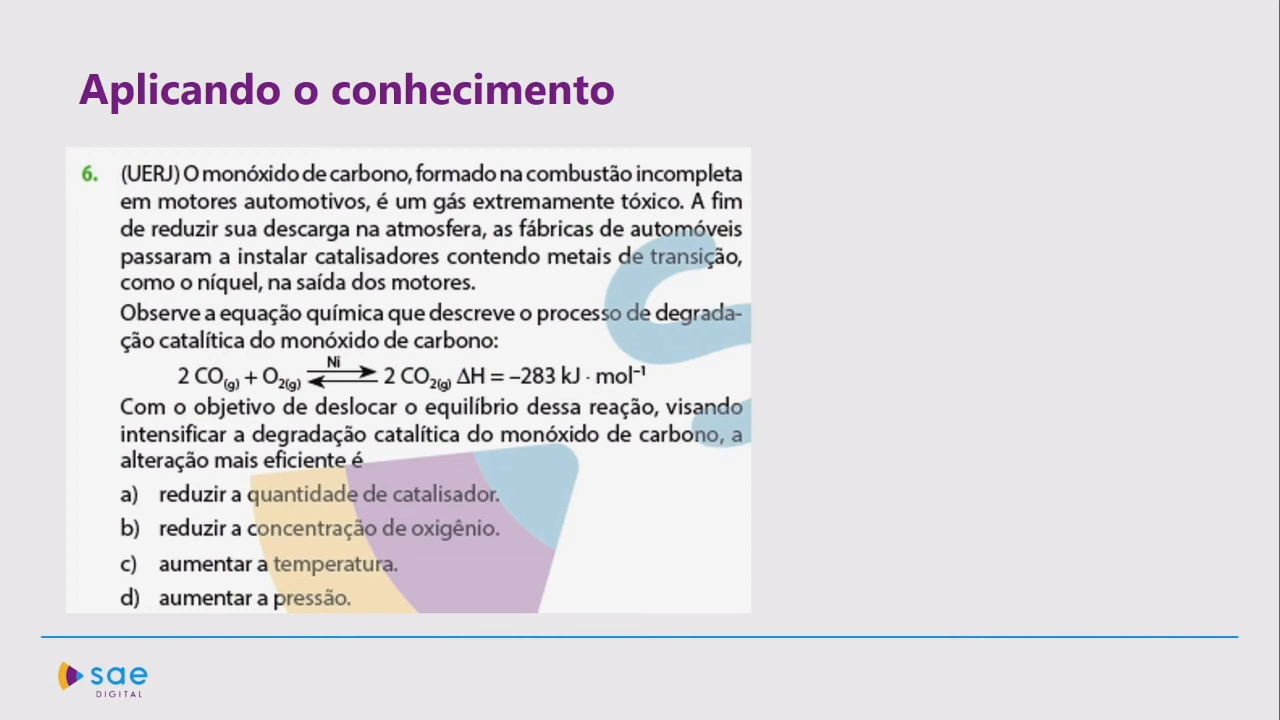 Aplicando o conhecimento
6. (UERJ) O monóxido de carbono, formado na combustão incompleta
em motores automotivos, é um gás extremamente tóxico. A fim
de reduzir sua descarga na atmosfera, as fábricas de automóveis
passaram a instalar catalisadores contendo metais de transição,
como o níquel, na saída dos motores.
Observe a equação química que descreve o processo de degrada-
ção catalítica do monóxido de carbono:
Ni
2 CO(g) + O2(g) ⇌ 2 CO2(g) ΔH = –283 kJ · mol⁻¹
Com o objetivo de deslocar o equilíbrio dessa reação, visando
intensificar a degradação catalítica do monóxido de carbono, a
alteração mais eficiente é
a) reduzir a quantidade de catalisador.
b) reduzir a concentração de oxigênio.
c) aumentar a temperatura.
d) aumentar a pressão.
sae
DIGITAL